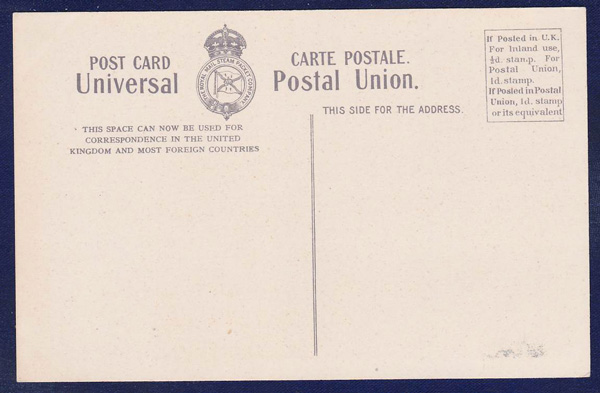 POST CARD
Universal
THE ROYAL MAIL STEAM PACKET COMPANY
CARTE POSTALE.
Postal Union.
THIS SPACE CAN NOW BE USED FOR
CORRESPONDENCE IN THE UNITED
KINGDOM AND MOST FOREIGN COUNTRIES
THIS SIDE FOR THE ADDRESS.
If Posted in U.K.
For Inland use,
½d. stan.p. For
Postal Union,
1d. stamp.
If Posted in Postal
Union, 1d. stamp
or its equivalent